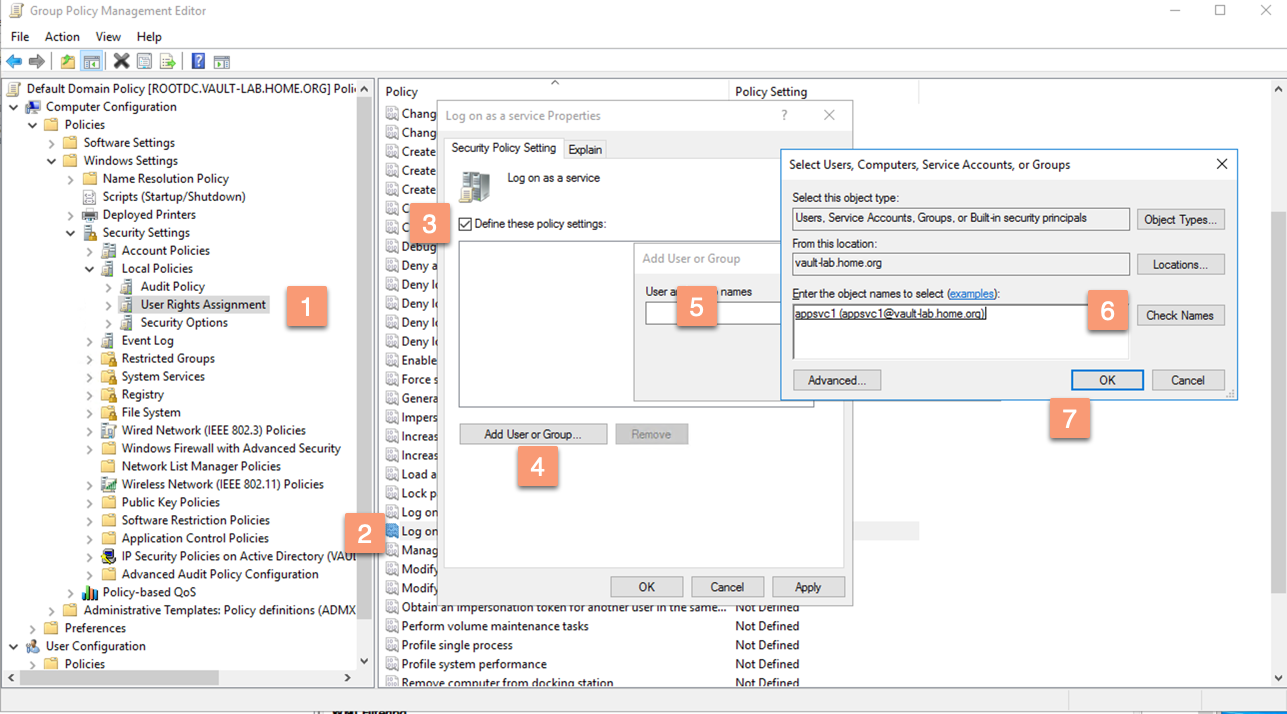 Group Policy Management Editor
File Action View Help
Default Domain Policy [ROOTDC.VAULT-LAB.HOME.ORG] Poli
Computer Configuration
Policies
Software Settings
Windows Settings
Name Resolution Policy
Scripts (Startup/Shutdown)
Deployed Printers
Security Settings
Account Policies
Local Policies
Audit Policy
User Rights Assignment
Security Options
Event Log
Restricted Groups
System Services
Registry
File System
Wired Network (IEEE 802.3) Policies
Windows Firewall with Advanced Security
Network List Manager Policies
Wireless Network (IEEE 802.11) Policies
Public Key Policies
Software Restriction Policies
Application Control Policies
IP Security Policies on Active Directory (VAU
Advanced Audit Policy Configuration
Policy-based QoS
Administrative Templates: Policy definitions (ADMX
Preferences
User Configuration
Policies
1
Policy Policy Setting
Chang
Chang
Create
Create
Create
Debug
Deny a
Deny lo
Deny lo
Deny lo
Deny lo
Enable
Force s
Genera
Impers
Increas
Increas
Load a
Lock p
Log on
2
Log on
Manag
Modify
Modify
Obtain an impersonation token for another user in the same... Not Defined
Perform volume maintenance tasks Not Defined
Profile single process Not Defined
Profile system performance Not Defined
Remove computer from docking station Not Defined
Log on as a service Properties ?
Security Policy Setting Explain
Log on as a service
3
Define these policy settings:
Add User or Group
User a names
5
Add User or Group... Remove
4
OK Cancel Apply
Select Users, Computers, Service Accounts, or Groups
Select this object type:
Users, Service Accounts, Groups, or Built-in security principals Object Types...
From this location:
vault-lab.home.org Locations...
Enter the object names to select (examples):
appsvc1 (appsvc1@vault-lab.home.org) 6 Check Names
Advanced... OK Cancel
7